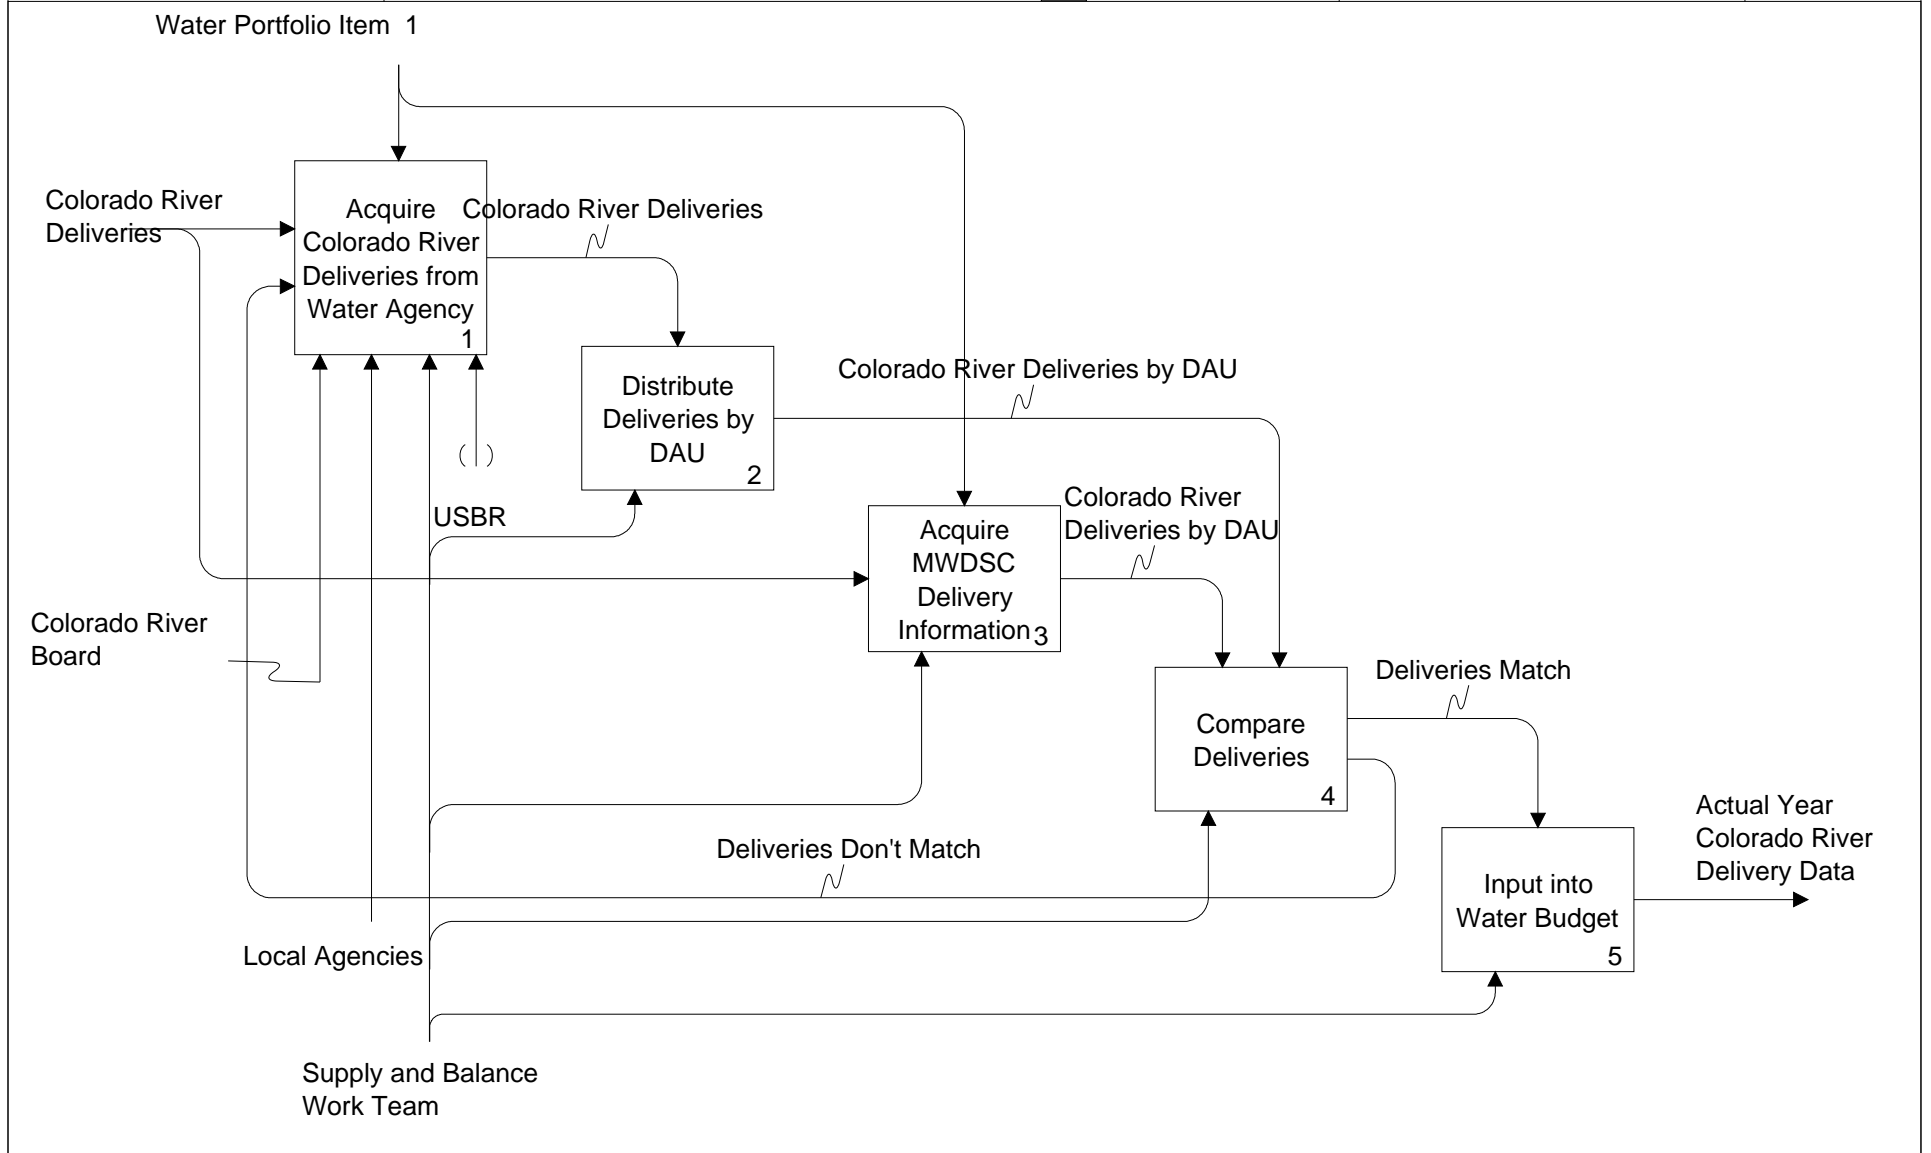 Water Portfolio Item 1
Colorado River
Deliveries
Acquire
Colorado River
Deliveries from
Water Agency
1
Colorado River Deliveries
Distribute
Deliveries by
DAU
2
Colorado River Deliveries by DAU
( )
USBR
Colorado River
Deliveries by DAU
Acquire
MWDSC
Delivery
Information
3
Colorado River
Board
Deliveries Match
Compare
Deliveries
4
Actual Year
Colorado River
Delivery Data
Deliveries Don't Match
Input into
Water Budget
5
Local Agencies
Supply and Balance
Work Team